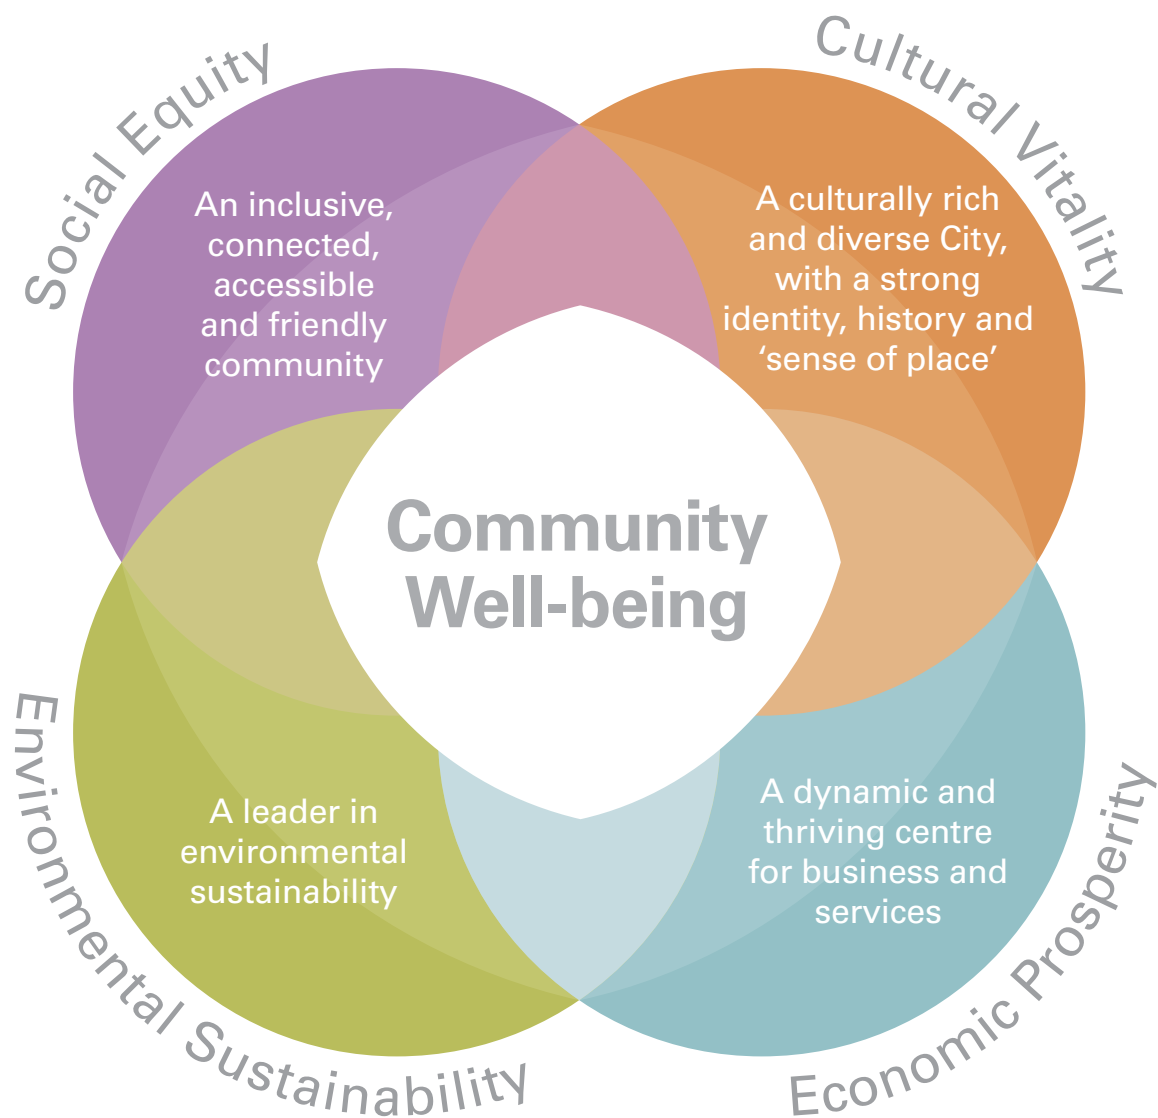 Social Equity
An inclusive,
connected,
accessible
and friendly
community
Cultural Vitality
A culturally rich
and diverse City,
with a strong
identity, history and
‘sense of place’
Community
Well-being
Environmental Sustainability
A leader in
environmental
sustainability
Economic Prosperity
A dynamic and
thriving centre
for business and
services